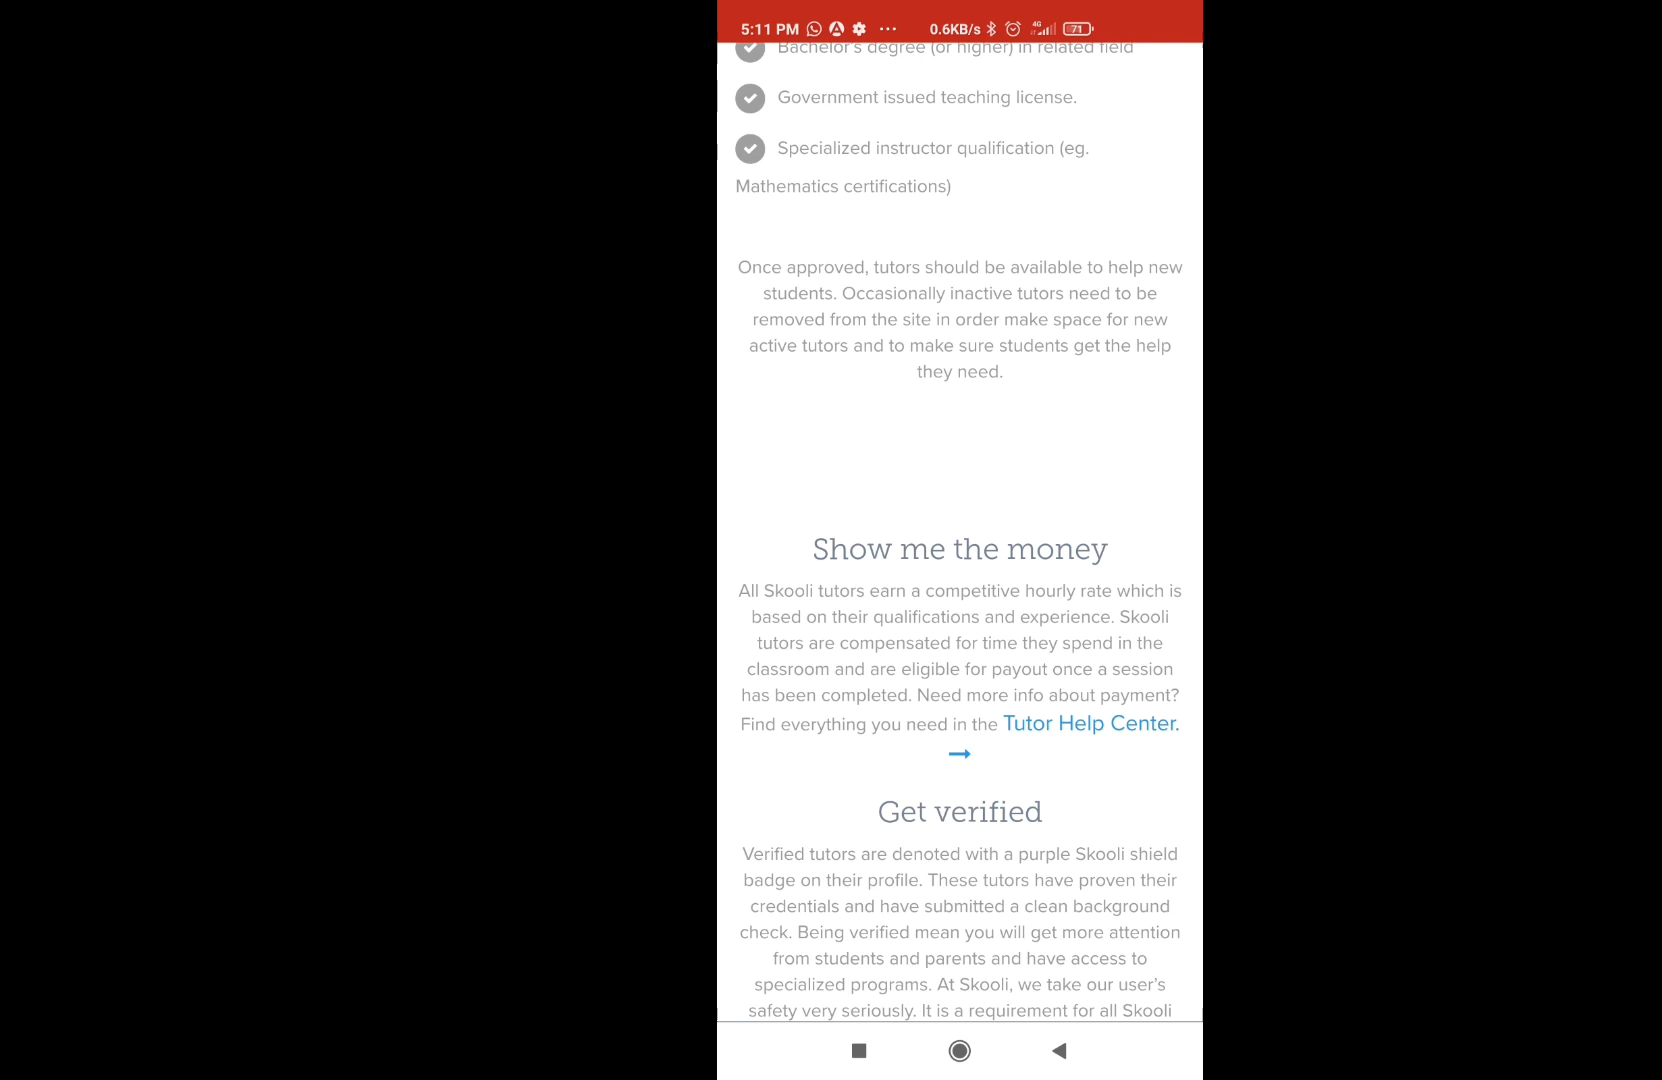 5:11 PM ... 0.6KB/s 4G 71
Bachelor's degree (or higher) in related field
Government issued teaching license.
Specialized instructor qualification (eg.
Mathematics certifications)
Once approved, tutors should be available to help new
students. Occasionally inactive tutors need to be
removed from the site in order make space for new
active tutors and to make sure students get the help
they need.
Show me the money
All Skooli tutors earn a competitive hourly rate which is
based on their qualifications and experience. Skooli
tutors are compensated for time they spend in the
classroom and are eligible for payout once a session
has been completed. Need more info about payment?
Find everything you need in the Tutor Help Center.
Get verified
Verified tutors are denoted with a purple Skooli shield
badge on their profile. These tutors have proven their
credentials and have submitted a clean background
check. Being verified mean you will get more attention
from students and parents and have access to
specialized programs. At Skooli, we take our user's
safety very seriously. It is a requirement for all Skooli